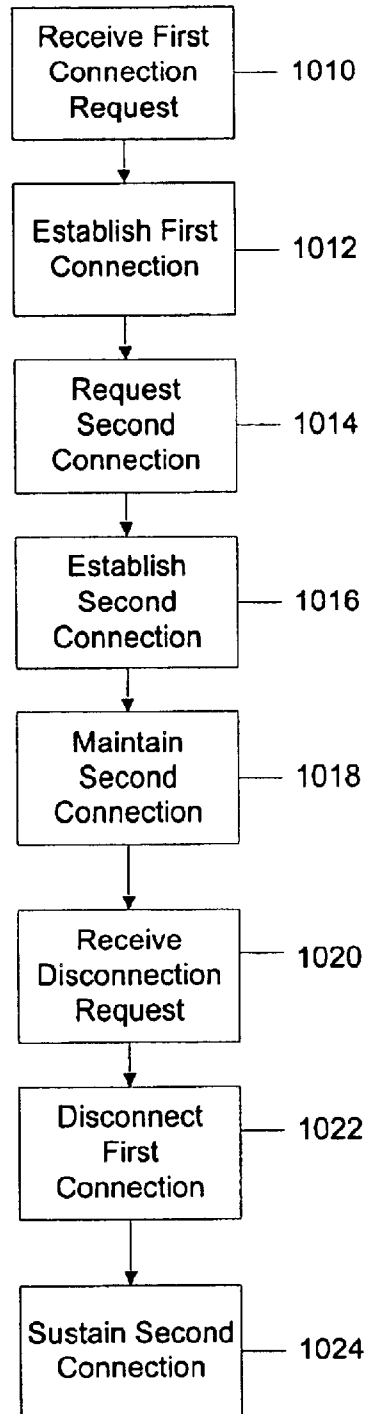 Receive First
Connection
Request
1010
Establish First
Connection
1012
Request
Second
Connection
1014
Establish
Second
Connection
1016
Maintain
Second
Connection
1018
Receive
Disconnection
Request
1020
Disconnect
First
Connection
1022
Sustain Second
Connection
1024